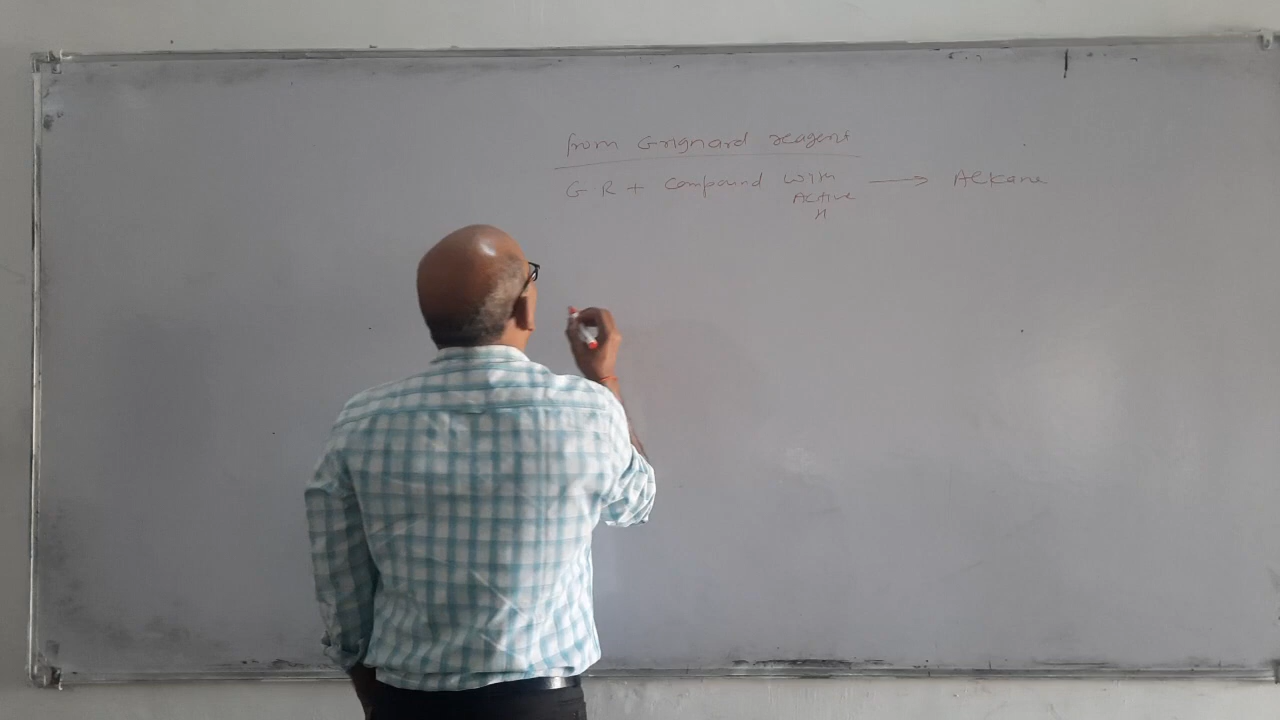 from Grignard reagent
G R + Compound with Active H ⟶ Alkane